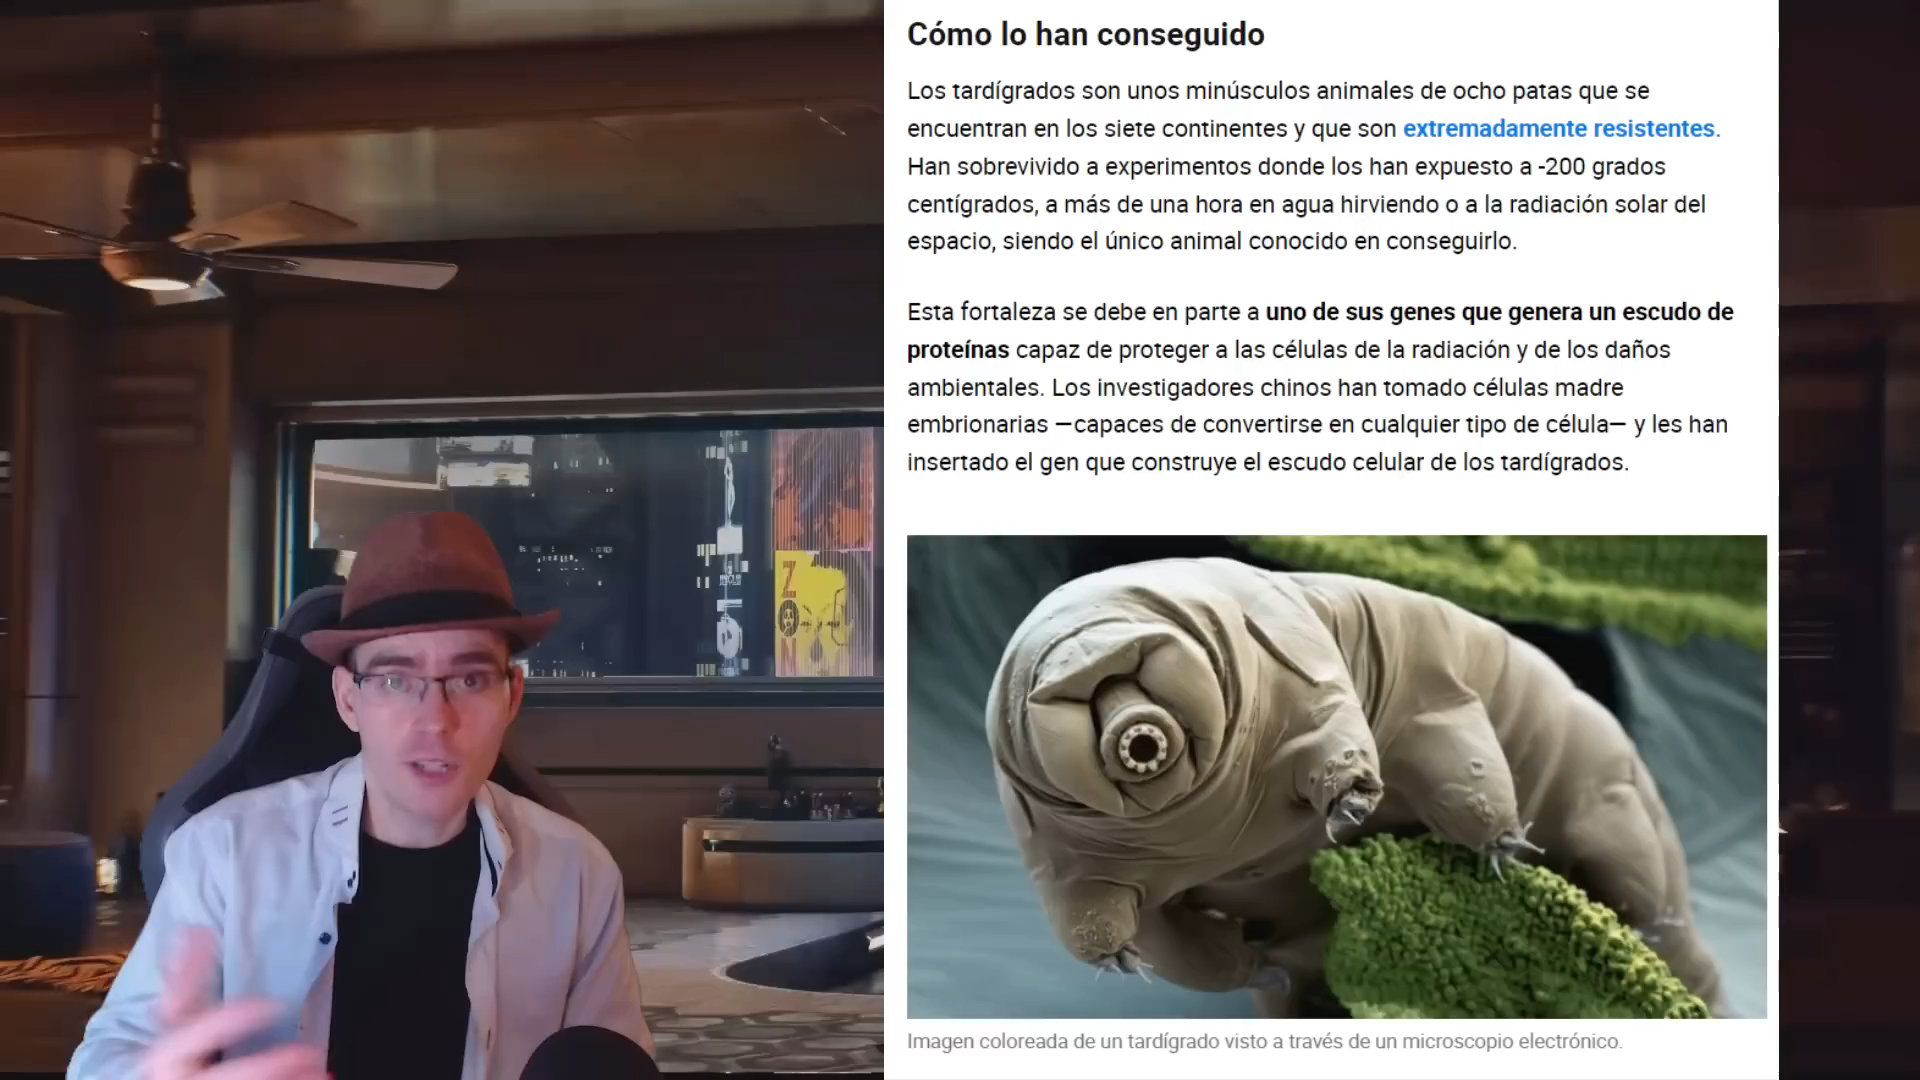 Cómo lo han conseguido
Los tardígrados son unos minúsculos animales de ocho patas que se
encuentran en los siete continentes y que son extremadamente resistentes.
Han sobrevivido a experimentos donde los han expuesto a -200 grados
centígrados, a más de una hora en agua hirviendo o a la radiación solar del
espacio, siendo el único animal conocido en conseguirlo.
Esta fortaleza se debe en parte a uno de sus genes que genera un escudo de
proteínas capaz de proteger a las células de la radiación y de los daños
ambientales. Los investigadores chinos han tomado células madre
embrionarias —capaces de convertirse en cualquier tipo de célula— y les han
insertado el gen que construye el escudo celular de los tardígrados.
Imagen coloreada de un tardígrado visto a través de un microscopio electrónico.